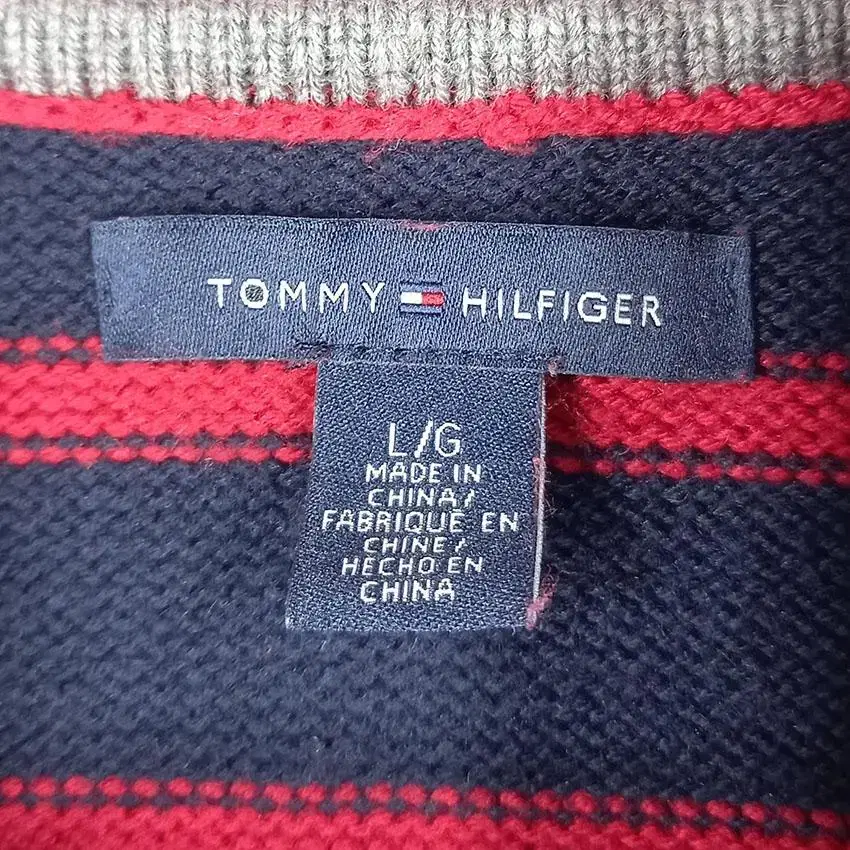 TOMMY HILFIGER
L/G
MADE IN
CHINA/
FABRIQUÉ EN
CHINE/
HECHO EN
CHINA